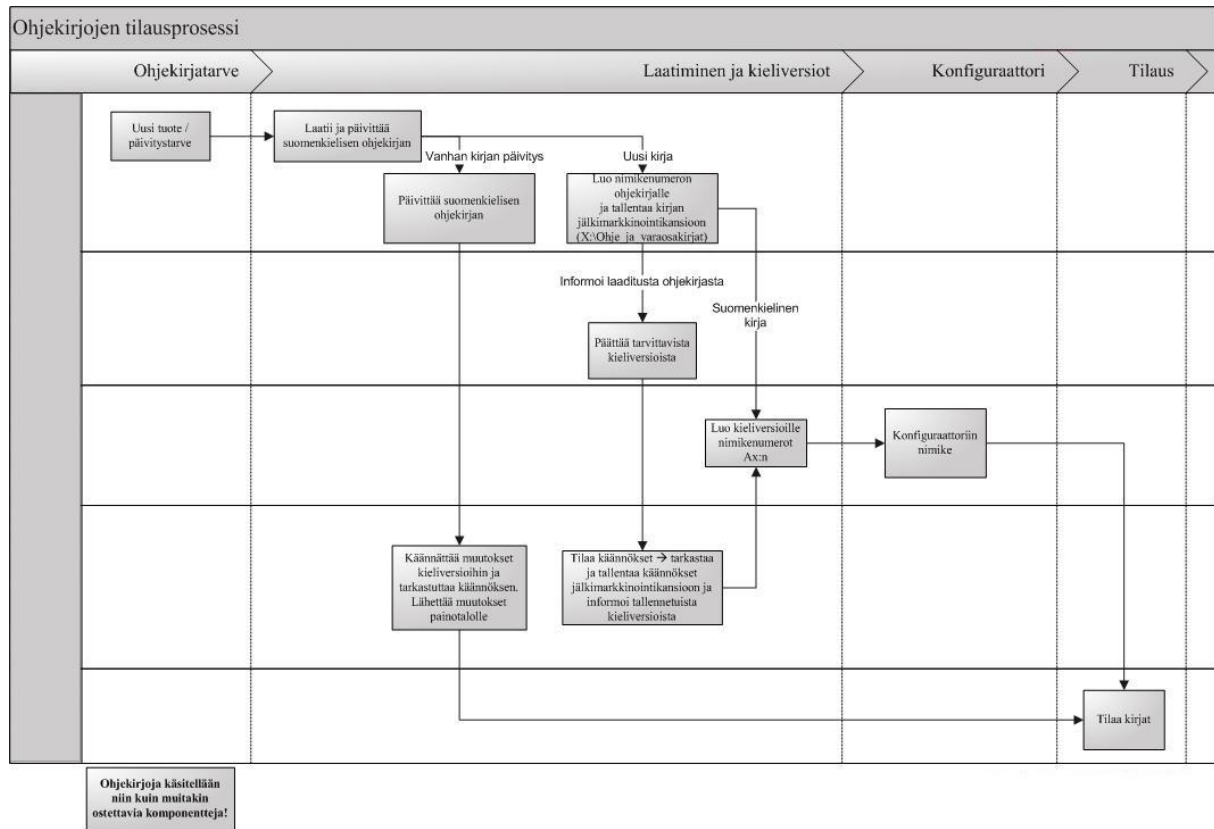 Ohjekirjojen tilausprosessi
Ohjekirjatarve
Laatiminen ja kieliversiot
Konfiguraattori
Tilaus
Uusi tuote /
päivitystarve
Laatii ja päivittää
suomenkielisen ohjekirjan
Vanhan kirjan päivitys
Uusi kirja
Päivittää suomenkielisen
ohjekirjan
Luo nimikenumeron
ohjekirjalle
ja tallentaa kirjan
jälkimarkkinointikansioon
(X:\Ohje_ja_varaosakirjat)
Informoi laaditusta ohjekirjasta
Suomenkielinen
kirja
Päättää tarvittavista
kieliversioista
Luo kieliversioille
nimikenumerot
Ax:n
Konfiguraattoriin
nimike
Käännättää muutokset
kieliversioihin ja
tarkastuttaa käännöksen.
Lähettää muutokset
painotalolle
Tilaa käännökset → tarkastaa
ja tallentaa käännökset
jälkimarkkinointikansioon ja
informoi tallennetuista
kieliversioista
Tilaa kirjat
Ohjekirjoja käsitellään
niin kuin muitakin
ostettavia komponentteja!